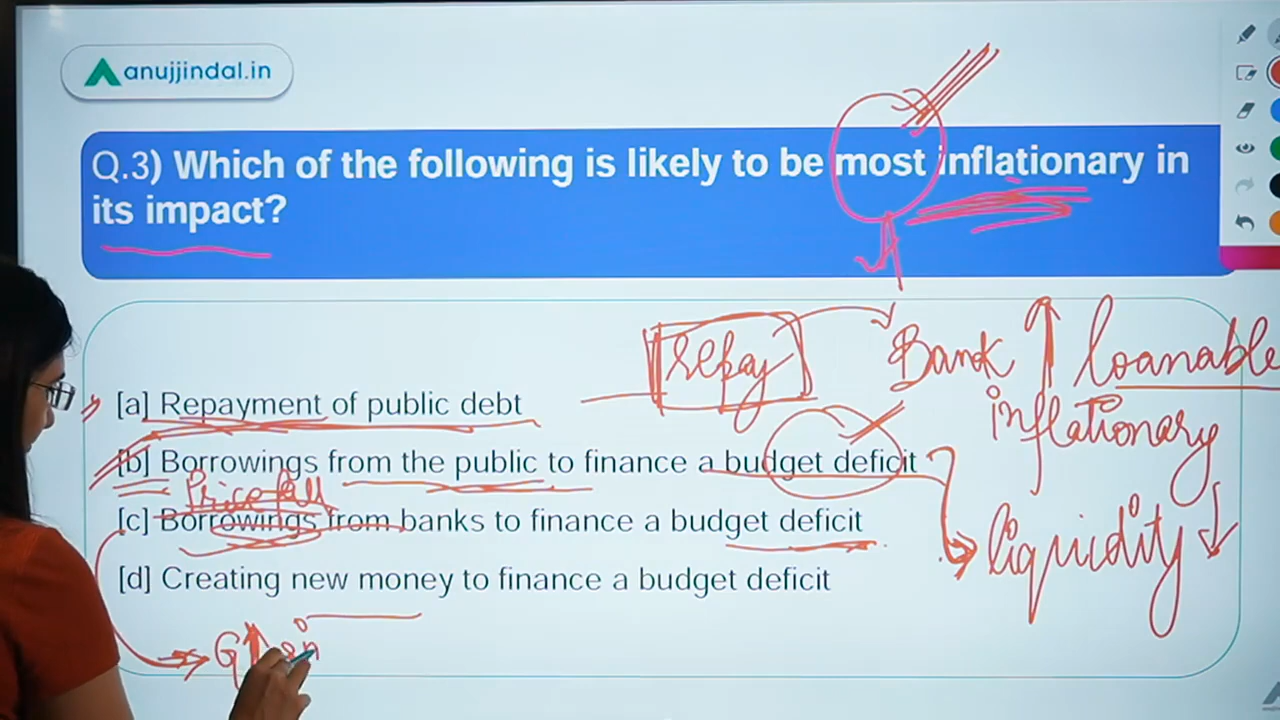 anujjindal.in
Q.3) Which of the following is likely to be most inflationary in
its impact?
repay Bank loanable
inflationary
[a] Repayment of public debt
[b] Borrowings from the public to finance a budget deficit
Price fall
[c] Borrowings from banks to finance a budget deficit
liquidity
[d] Creating new money to finance a budget deficit